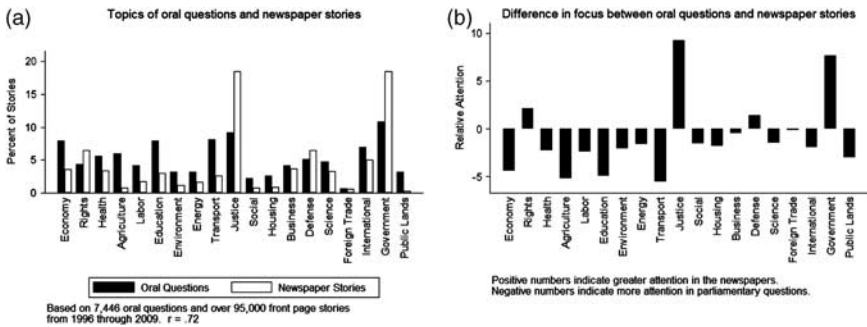 (a)
Topics of oral questions and newspaper stories
Percent of Stories
20
15
10
5
0
Economy
Rights
Health
Agriculture
Labor
Education
Environment
Energy
Transport
Justice
Social
Housing
Business
Defense
Science
Foreign Trade
International
Government
Public Lands
Oral Questions
Newspaper Stories
Based on 7,446 oral questions and over 95,000 front page stories
from 1996 through 2009. r = .72
(b)
Difference in focus between oral questions and newspaper stories
Relative Attention
10
5
0
-5
Economy
Rights
Health
Agriculture
Labor
Education
Environment
Energy
Transport
Justice
Social
Housing
Business
Defense
Science
Foreign Trade
International
Government
Public Lands
Positive numbers indicate greater attention in the newspapers.
Negative numbers indicate more attention in parliamentary questions.